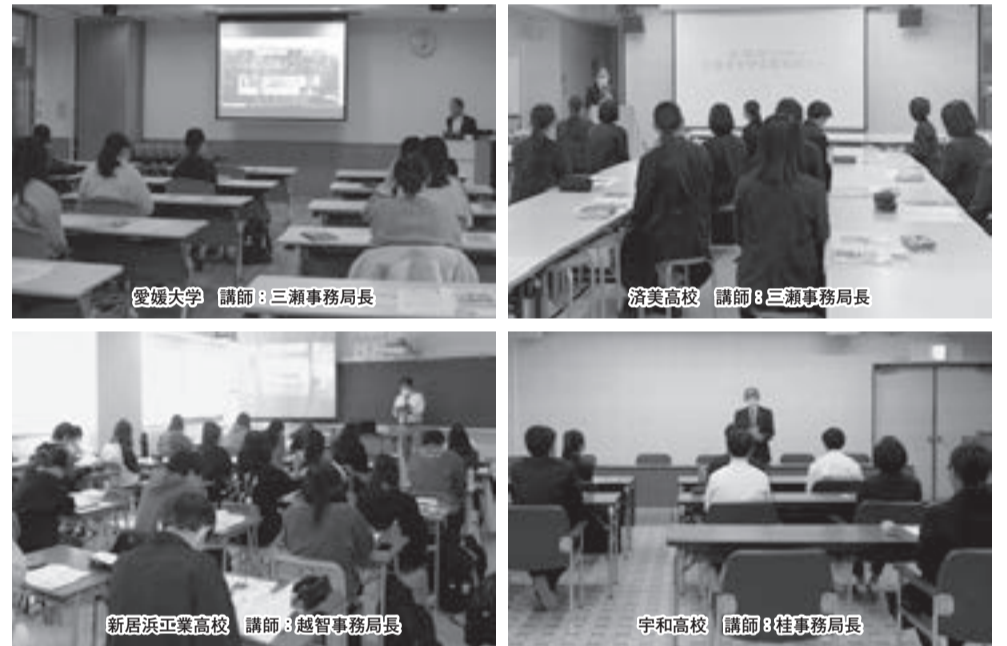 愛媛大学　講師：三瀬事務局長
済美高校　講師：三瀬事務局長
新居浜工業高校　講師：越智事務局長
宇和高校　講師：桂事務局長